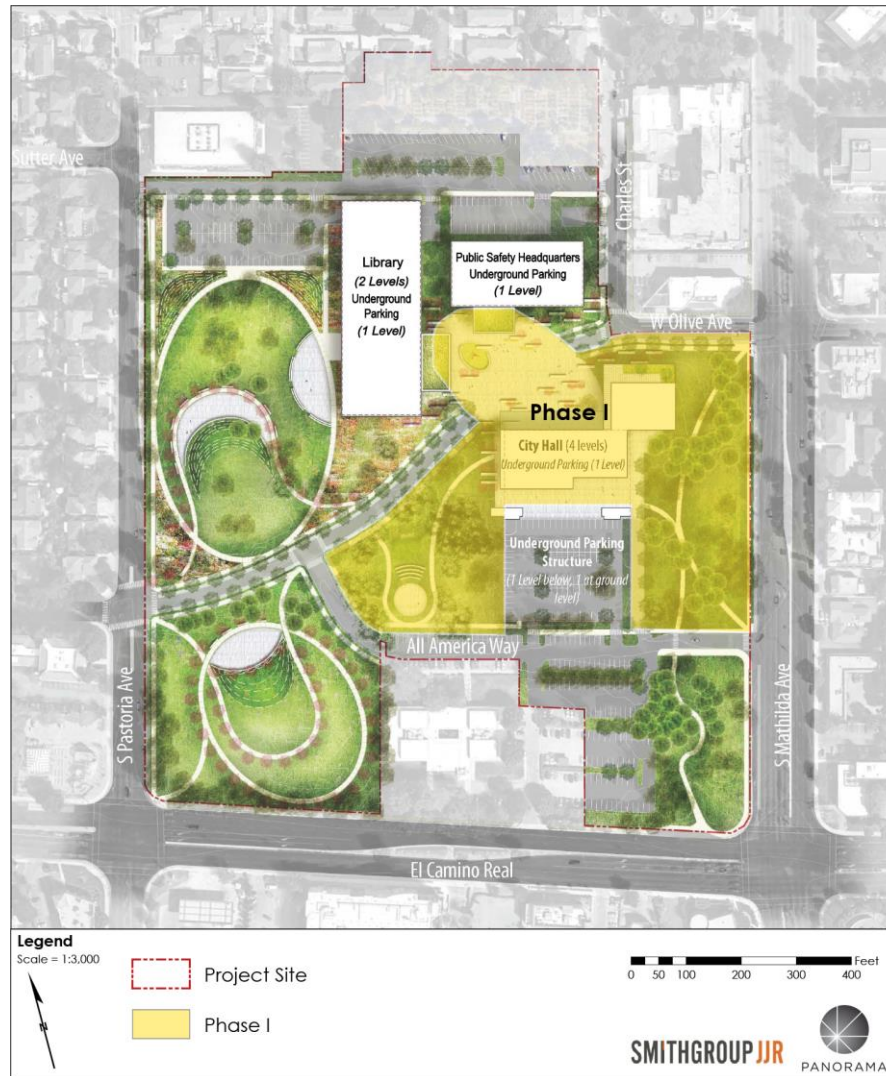 Sutter Ave
Charles St
Library
(2 Levels)
Underground
Parking
(1 Level)
Public Safety Headquarters
Underground Parking
(1 Level)
W Olive Ave
Phase I
City Hall (4 levels)
Underground Parking (1 Level)
Underground Parking
Structure
(1 Level below, 1 at ground
level)
All America Way
S Pastoria Ave
S Mathilda Ave
El Camino Real
Legend
Scale = 1:3,000
N
Project Site
Phase I
Feet
0 50 100 200 300 400
SMITHGROUP JJR
PANORAMA